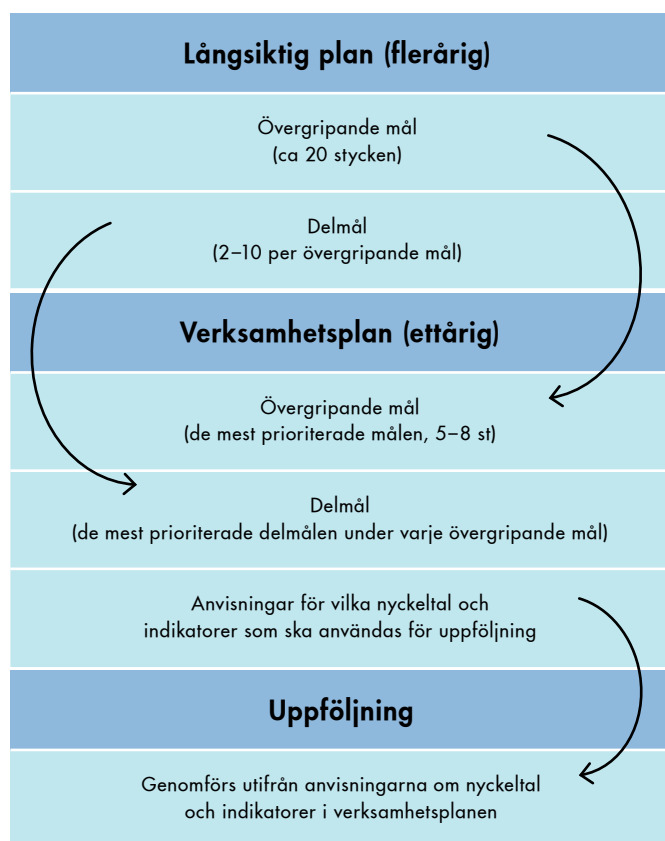 Långsiktig plan (flerårig)
Övergripande mål
(ca 20 stycken)
Delmål
(2–10 per övergripande mål)
Verksamhetsplan (ettårig)
Övergripande mål
(de mest prioriterade målen, 5–8 st)
Delmål
(de mest prioriterade delmålen under varje övergripande mål)
Anvisningar för vilka nyckeltal och
indikatorer som ska användas för uppföljning
Uppföljning
Genomförs utifrån anvisningarna om nyckeltal
och indikatorer i verksamhetsplanen